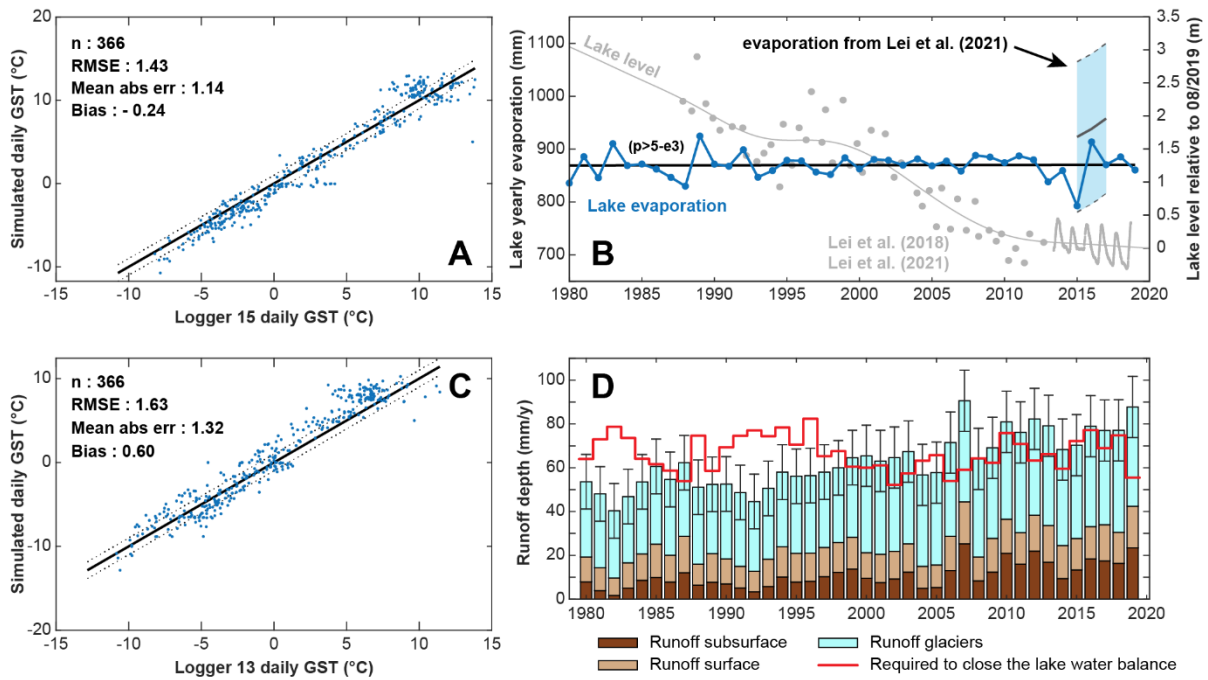 A
n : 366
RMSE : 1.43
Mean abs err : 1.14
Bias : - 0.24
20
10
0
-10
Simulated daily GST (°C)
-15
-10
-5
0
5
10
15
Logger 15 daily GST (°C)
B
evaporation from Lei et al. (2021)
Lake level
(p>5-e3)
Lake evaporation
Lei et al. (2018)
Lei et al. (2021)
1100
1000
900
800
700
Lake yearly evaporation (mm)
3.5
3
2.5
2
1.5
1
0.5
0
Lake level relative to 08/2019 (m)
1980
1985
1990
1995
2000
2005
2010
2015
2020
C
n : 366
RMSE : 1.63
Mean abs err : 1.32
Bias : 0.60
10
0
-10
-20
Simulated daily GST (°C)
-15
-10
-5
0
5
10
15
Logger 13 daily GST (°C)
D
100
80
60
40
20
0
Runoff depth (mm/y)
1980
1985
1990
1995
2000
2005
2010
2015
2020
Runoff subsurface
Runoff surface
Runoff glaciers
Required to close the lake water balance